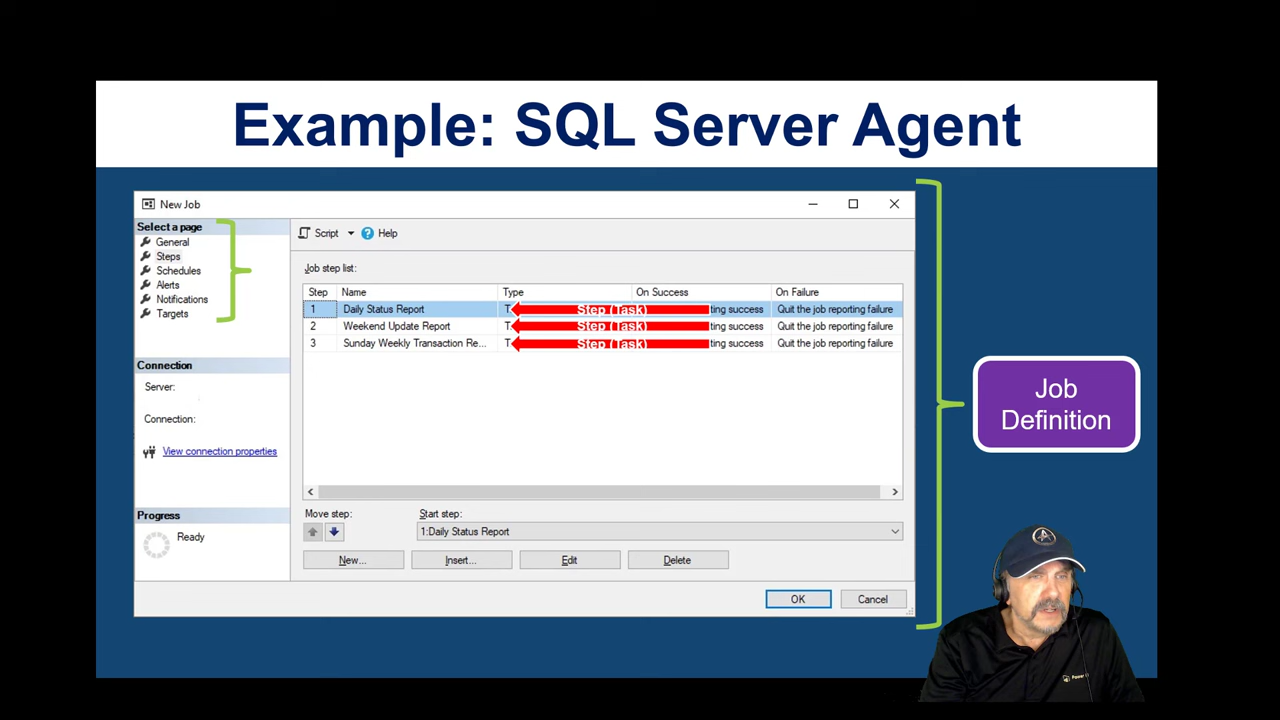 Example: SQL Server Agent
New Job
Select a page
General
Steps
Schedules
Alerts
Notifications
Targets
Connection
Server:
Connection:
View connection properties
Progress
Ready
Script Help
Job step list:
Step Name Type On Success On Failure
1 Daily Status Report T Step (Task) ting success Quit the job reporting failure
2 Weekend Update Report T Step (Task) ting success Quit the job reporting failure
3 Sunday Weekly Transaction Re... T Step (Task) ting success Quit the job reporting failure
Move step: Start step:
1:Daily Status Report
New... Insert... Edit Delete
OK Cancel
Job
Definition